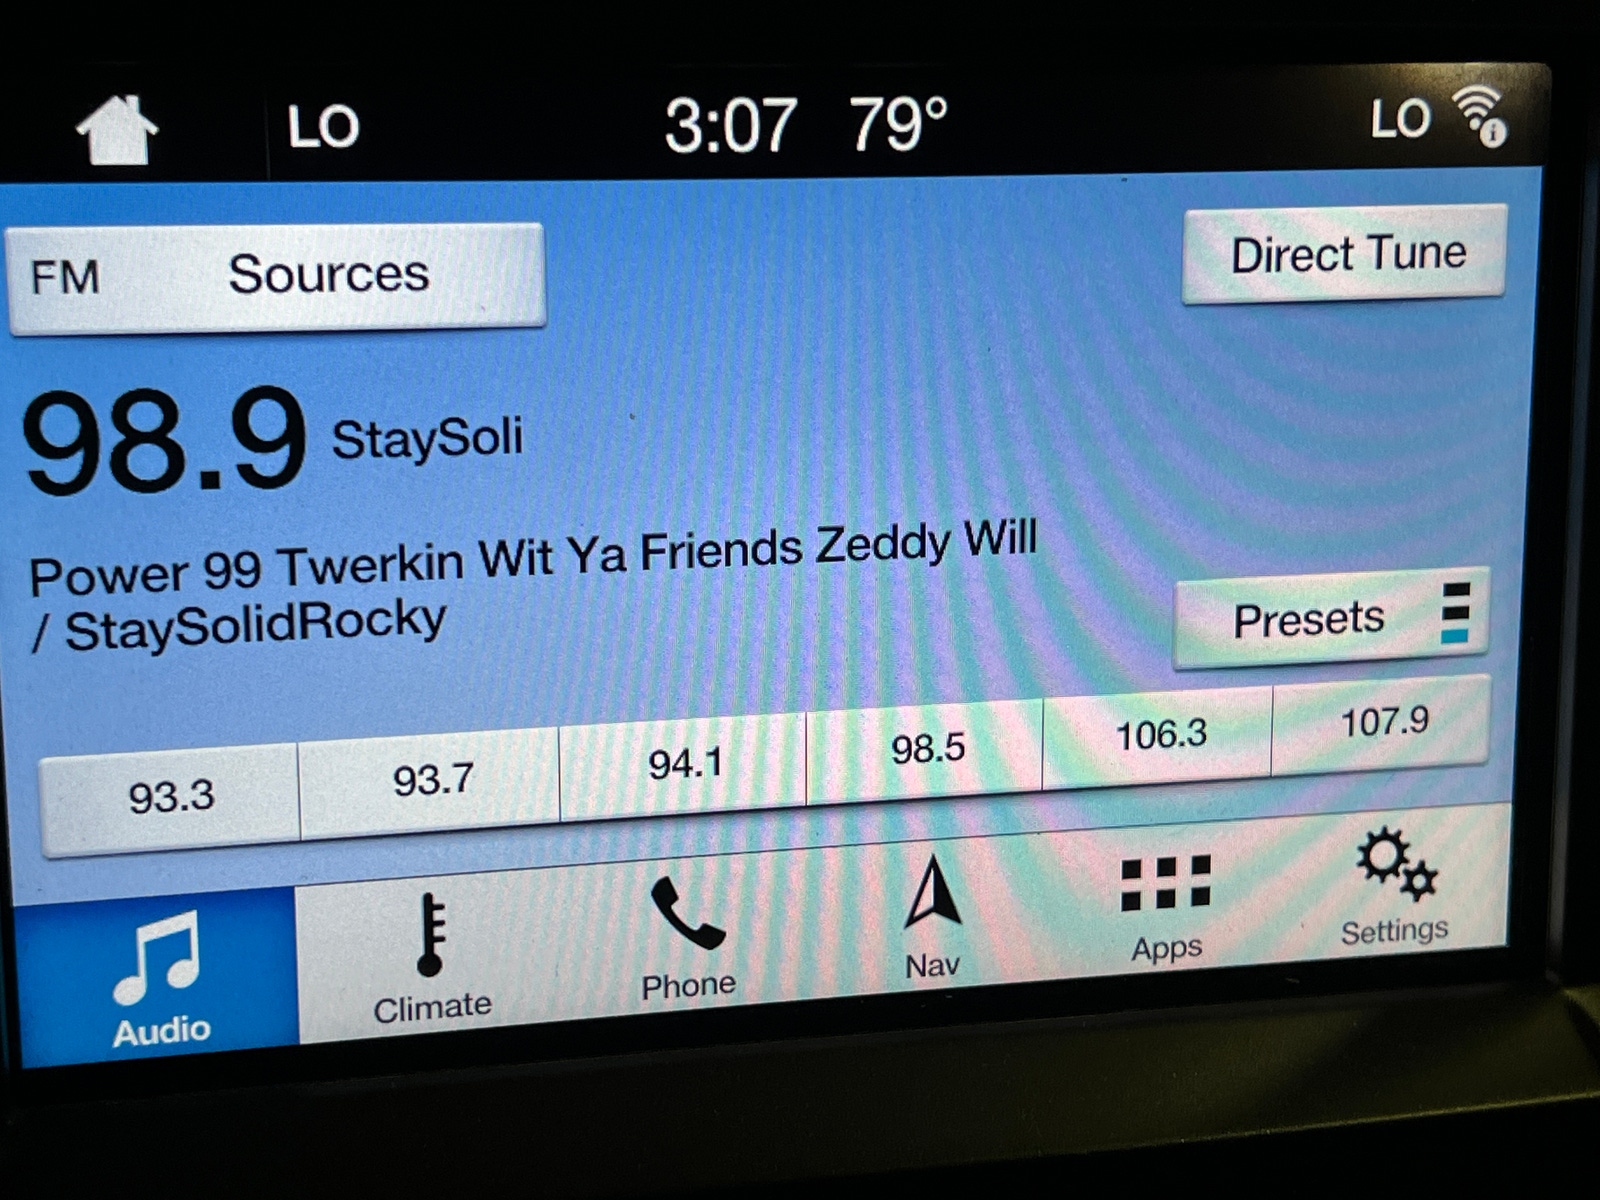 LO 3:07 79° LO
FM Sources Direct Tune
98.9 StaySoli
Power 99 Twerkin Wit Ya Friends Zeddy Will
/ StaySolidRocky
Presets
93.3 93.7 94.1 98.5 106.3 107.9
Audio Climate Phone Nav Apps Settings